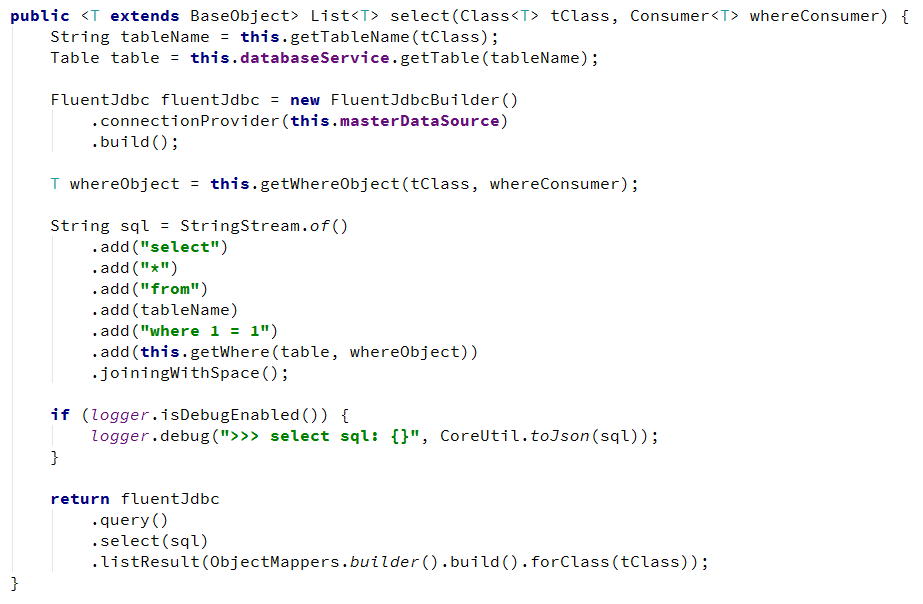 public <T extends BaseObject> List<T> select(Class<T> tClass, Consumer<T> whereConsumer) {
    String tableName = this.getTableName(tClass);
    Table table = this.databaseService.getTable(tableName);

    FluentJdbc fluentJdbc = new FluentJdbcBuilder()
        .connectionProvider(this.masterDataSource)
        .build();

    T whereObject = this.getWhereObject(tClass, whereConsumer);

    String sql = StringStream.of()
        .add("select")
        .add("*")
        .add("from")
        .add(tableName)
        .add("where 1 = 1")
        .add(this.getWhere(table, whereObject))
        .joiningWithSpace();

    if (logger.isDebugEnabled()) {
        logger.debug(">>> select sql: {}", CoreUtil.toJson(sql));
    }

    return fluentJdbc
        .query()
        .select(sql)
        .listResult(ObjectMappers.builder().build().forClass(tClass));
}